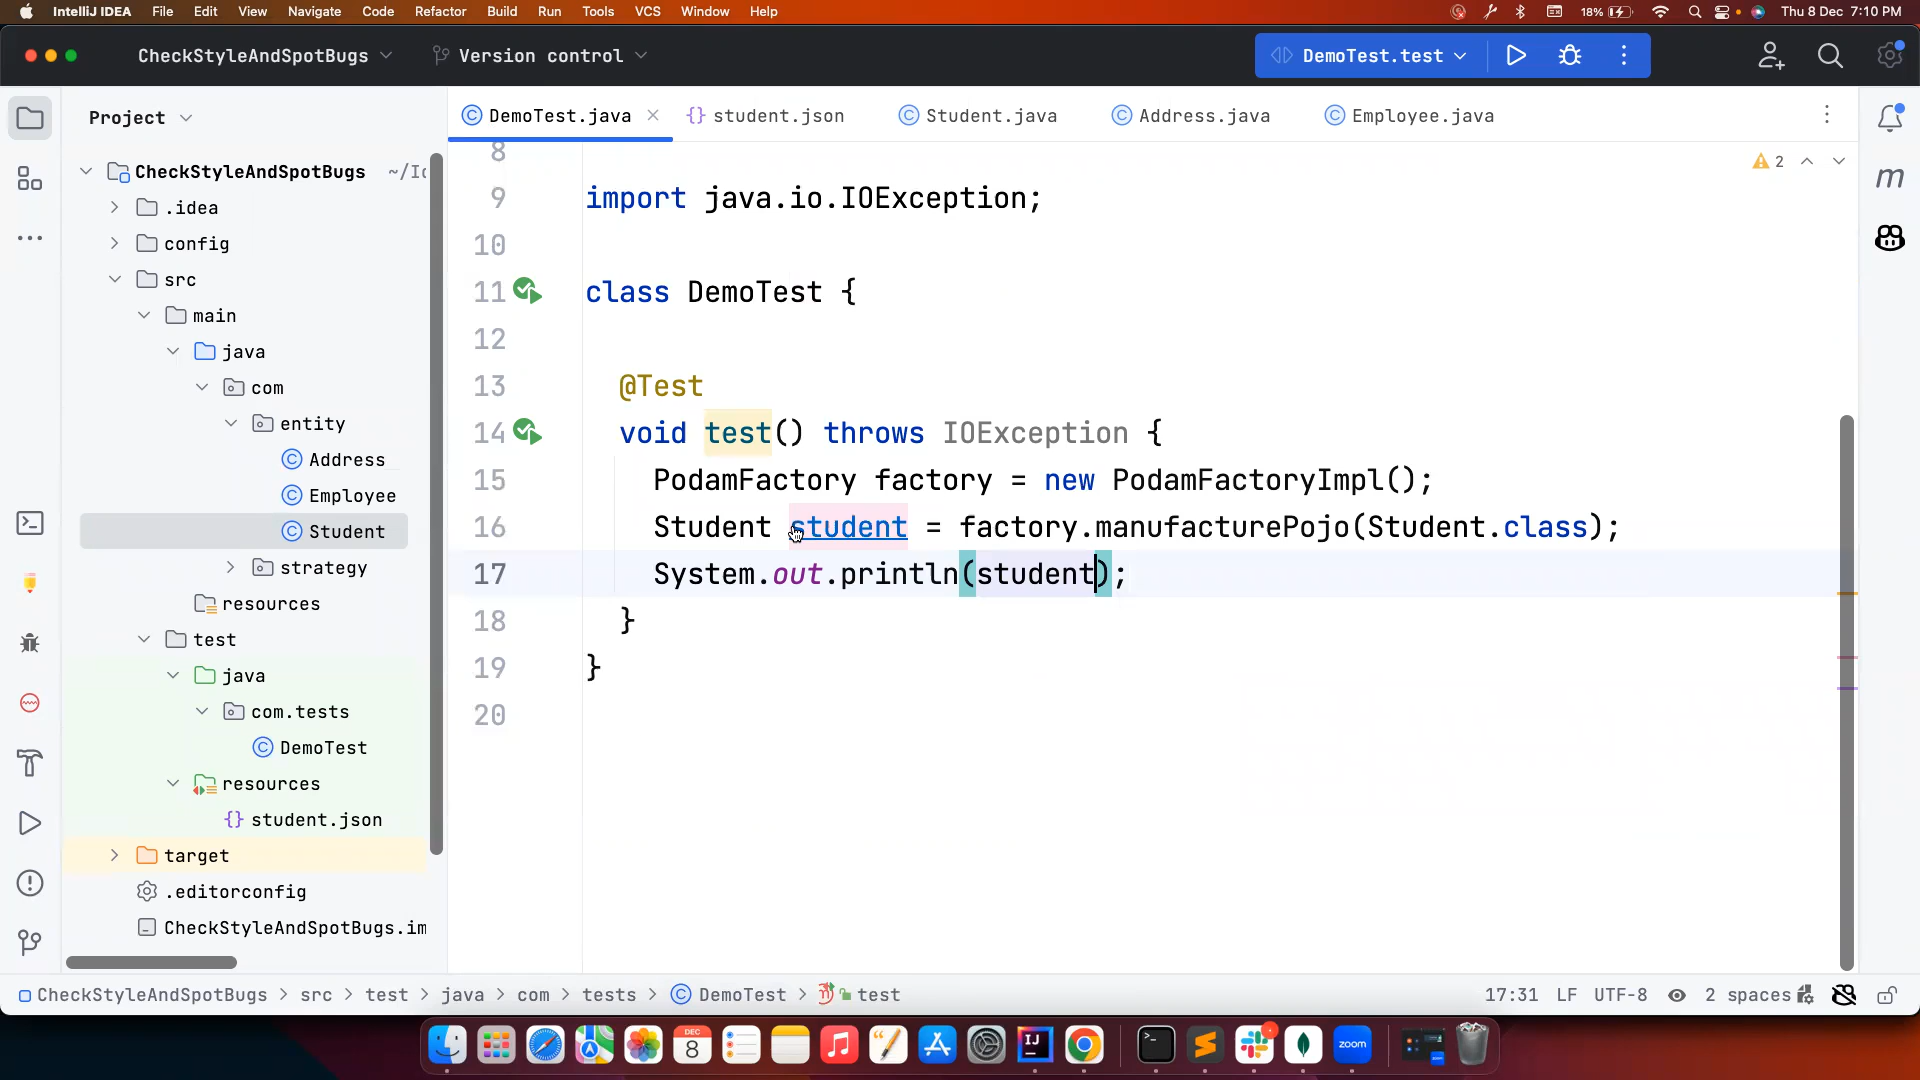 IntelliJ IDEA File Edit View Navigate Code Refactor Build Run Tools VCS Window Help 18% Thu 8 Dec 7:10 PM
CheckStyleAndSpotBugs Version control DemoTest.test
Project
DemoTest.java student.json Student.java Address.java Employee.java
CheckStyleAndSpotBugs ~/Id
.idea
config
src
main
java
com
entity
Address
Employee
Student
strategy
resources
test
java
com.tests
DemoTest
resources
student.json
target
.editorconfig
CheckStyleAndSpotBugs.im
2
8
9 import java.io.IOException;
10
11 class DemoTest {
12
13 @Test
14 void test() throws IOException {
15 PodamFactory factory = new PodamFactoryImpl();
16 Student student = factory.manufacturePojo(Student.class);
17 System.out.println(student);
18 }
19 }
20
m
CheckStyleAndSpotBugs > src > test > java > com > tests > DemoTest > test 17:31 LF UTF-8 2 spaces
DEC
8
IJ
zoom